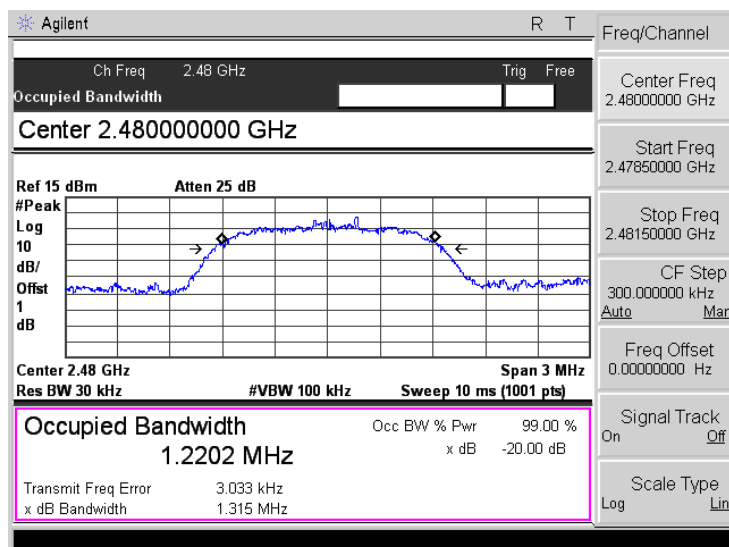 Agilent R T
Ch Freq 2.48 GHz Trig Free
Occupied Bandwidth
Center 2.480000000 GHz
Ref 15 dBm Atten 25 dB
#Peak
Log
10
dB/
Offst
1
dB
Center 2.48 GHz Span 3 MHz
Res BW 30 kHz #VBW 100 kHz Sweep 10 ms (1001 pts)
Occupied Bandwidth
1.2202 MHz
Occ BW % Pwr 99.00 %
x dB -20.00 dB
Transmit Freq Error 3.033 kHz
x dB Bandwidth 1.315 MHz
Freq/Channel
Center Freq
2.48000000 GHz
Start Freq
2.47850000 GHz
Stop Freq
2.48150000 GHz
CF Step
300.000000 kHz
Auto Man
Freq Offset
0.00000000 Hz
Signal Track
On Off
Scale Type
Log Lin